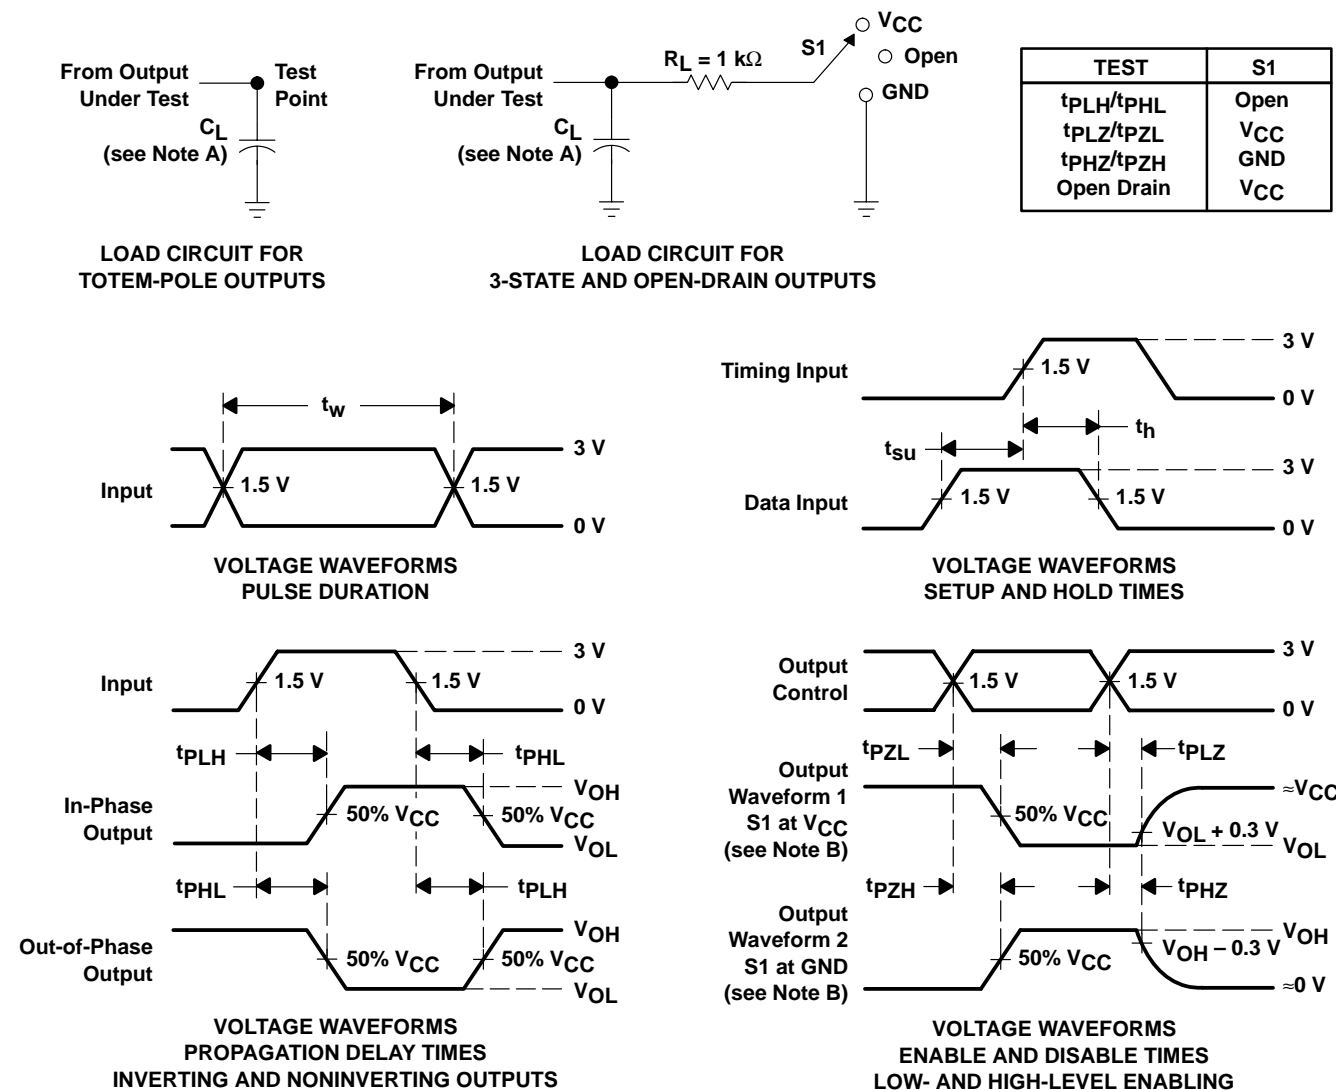 From Output
Under Test
Test
Point
CL
(see Note A)
LOAD CIRCUIT FOR
TOTEM-POLE OUTPUTS
From Output
Under Test
RL = 1 kΩ
S1
VCC
Open
GND
CL
(see Note A)
LOAD CIRCUIT FOR
3-STATE AND OPEN-DRAIN OUTPUTS
TEST S1
tPLH/tPHL Open
tPLZ/tPZL VCC
tPHZ/tPZH GND
Open Drain VCC
tw
Input
1.5 V
1.5 V
3 V
0 V
VOLTAGE WAVEFORMS
PULSE DURATION
Timing Input
1.5 V
3 V
0 V
th
tsu
Data Input
1.5 V
1.5 V
3 V
0 V
VOLTAGE WAVEFORMS
SETUP AND HOLD TIMES
Input
1.5 V
1.5 V
3 V
0 V
tPLH
tPHL
In-Phase
Output
50% VCC
50% VCC
VOH
VOL
tPHL
tPLH
Out-of-Phase
Output
50% VCC
50% VCC
VOH
VOL
VOLTAGE WAVEFORMS
PROPAGATION DELAY TIMES
INVERTING AND NONINVERTING OUTPUTS
Output
Control
1.5 V
1.5 V
3 V
0 V
tPZL
tPLZ
Output
Waveform 1
S1 at VCC
(see Note B)
50% VCC
≈VCC
VOL + 0.3 V
VOL
tPZH
tPHZ
Output
Waveform 2
S1 at GND
(see Note B)
50% VCC
VOH
VOH – 0.3 V
≈0 V
VOLTAGE WAVEFORMS
ENABLE AND DISABLE TIMES
LOW- AND HIGH-LEVEL ENABLING